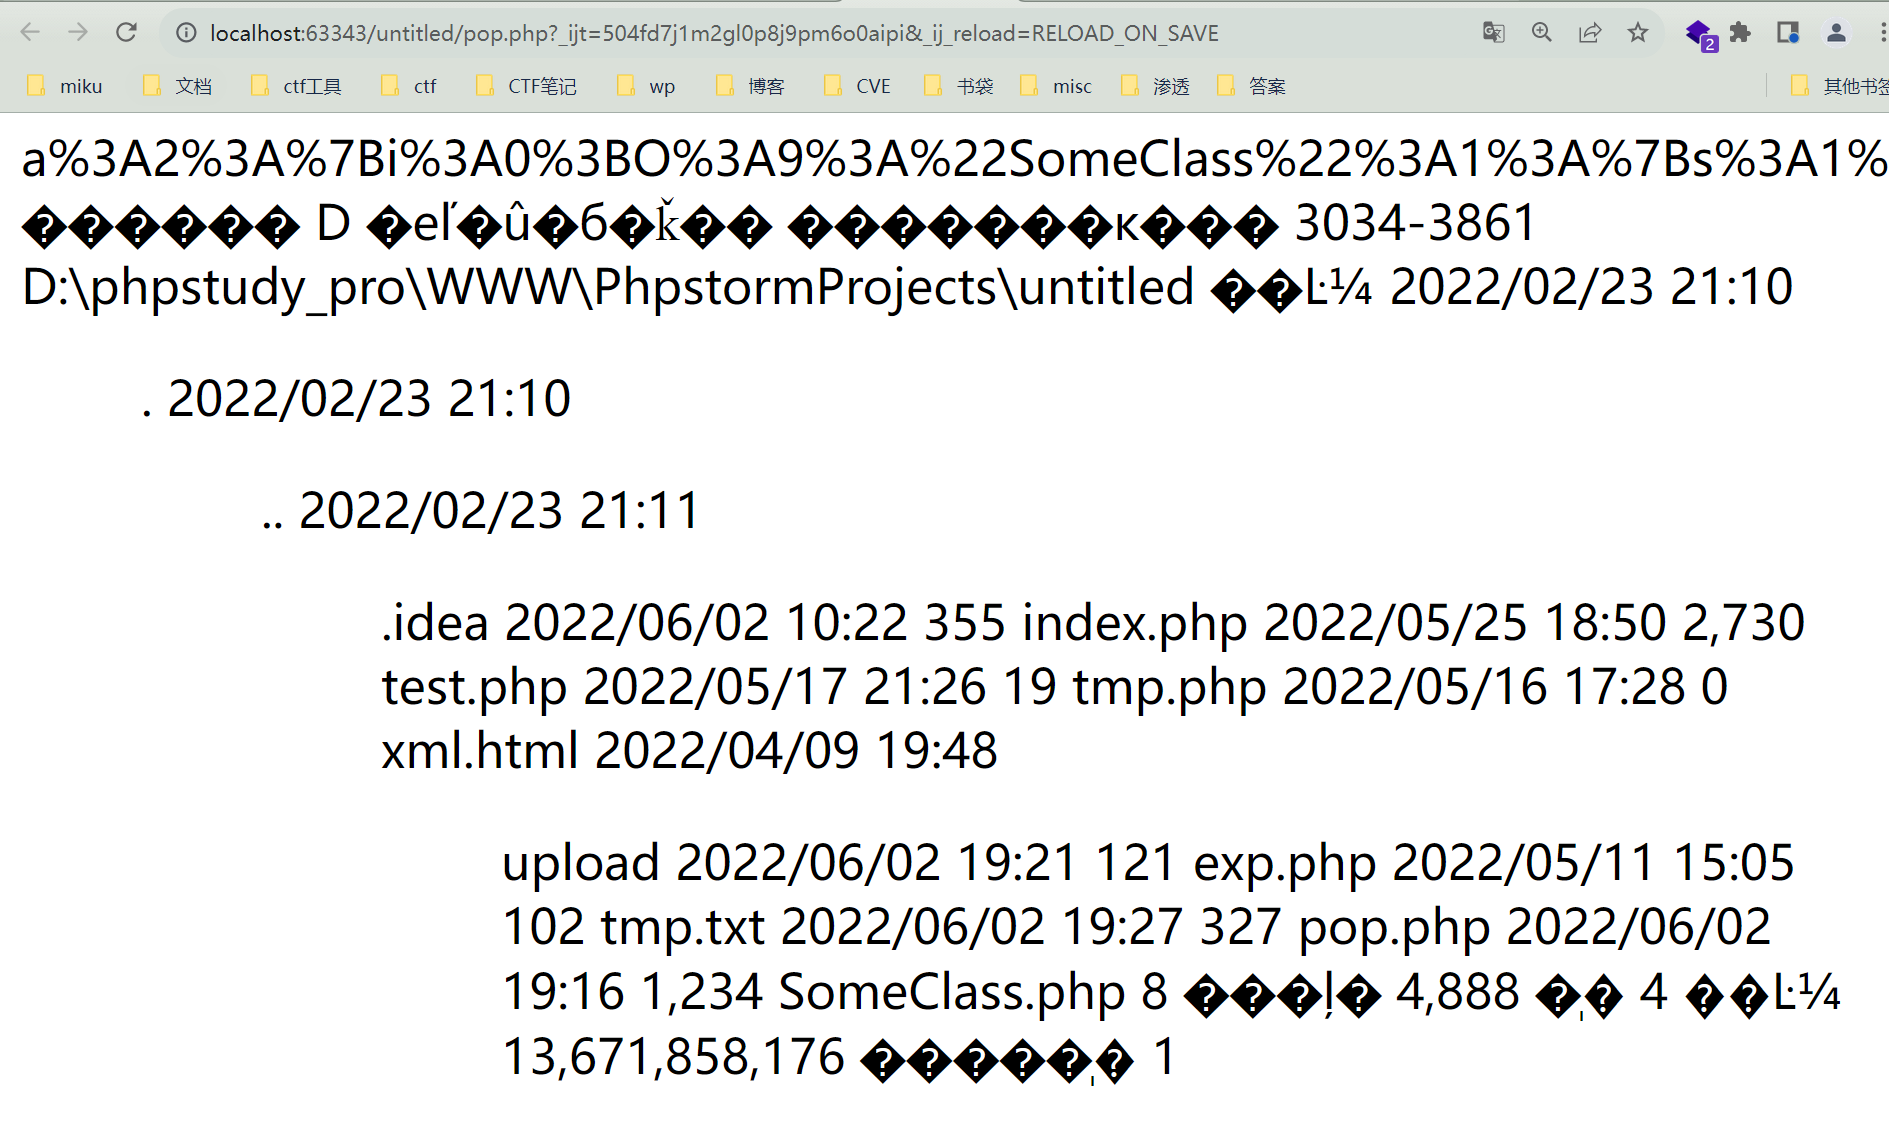 localhost:63343/untitled/pop.php?_ijt=504fd7j1m2gl0p8j9pm6o0aipi&_ij_reload=RELOAD_ON_SAVE
2
miku 文档 ctf工具 ctf CTF笔记 wp 博客 CVE 书袋 misc 渗透 答案 其他书签
a%3A2%3A%7Bi%3A0%3BO%3A9%3A%22SomeClass%22%3A1%3A%7Bs%3A1%
������ D �eľ�û�б�ǩ�� �������к��� 3034-3861
D:\phpstudy_pro\WWW\PhpstormProjects\untitled ��Ŀ¼ 2022/02/23 21:10
. 2022/02/23 21:10
.. 2022/02/23 21:11
.idea 2022/06/02 10:22 355 index.php 2022/05/25 18:50 2,730
test.php 2022/05/17 21:26 19 tmp.php 2022/05/16 17:28 0
xml.html 2022/04/09 19:48
upload 2022/06/02 19:21 121 exp.php 2022/05/11 15:05
102 tmp.txt 2022/06/02 19:27 327 pop.php 2022/06/02
19:16 1,234 SomeClass.php 8 ���ļ� 4,888 �ֽ� 4 ��Ŀ¼
13,671,858,176 �����ֽ� 1